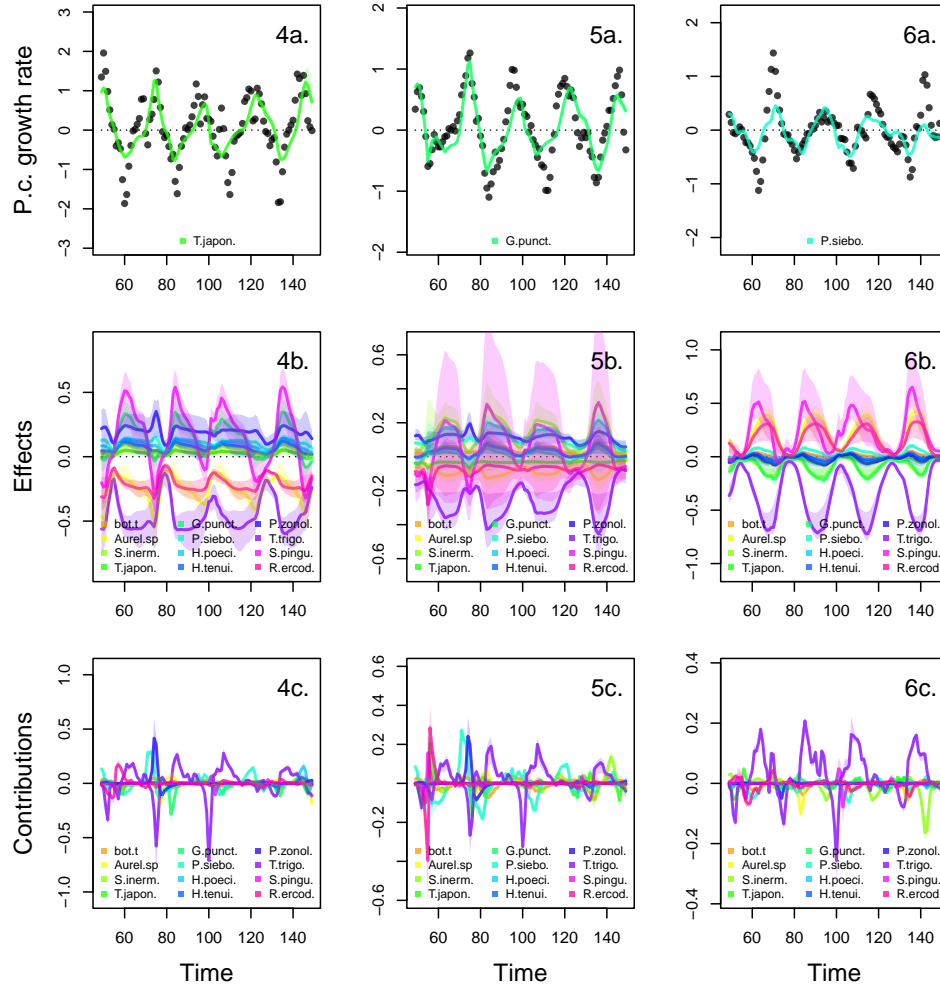 4a.
5a.
6a.
P.c. growth rate
3
2
1
0
−1
−2
−3
2
1
0
−1
−2
2
1
0
−1
−2
T.japon.
G.punct.
P.siebo.
60 80 100 120 140
60 80 100 120 140
60 80 100 120 140
4b.
5b.
6b.
Effects
0.5
0.0
−0.5
0.6
0.2
−0.2
−0.6
1.0
0.5
0.0
−0.5
−1.0
bot.t G.punct. P.zonol.
Aurel.sp P.siebo. T.trigo.
S.inerm. H.poeci. S.pingu.
T.japon. H.tenui. R.ercod.
bot.t G.punct. P.zonol.
Aurel.sp P.siebo. T.trigo.
S.inerm. H.poeci. S.pingu.
T.japon. H.tenui. R.ercod.
bot.t G.punct. P.zonol.
Aurel.sp P.siebo. T.trigo.
S.inerm. H.poeci. S.pingu.
T.japon. H.tenui. R.ercod.
60 80 100 120 140
60 80 100 120 140
60 80 100 120 140
4c.
5c.
6c.
Contributions
1.0
0.5
0.0
−0.5
−1.0
0.6
0.4
0.2
0.0
−0.2
−0.6
0.4
0.2
0.0
−0.2
−0.4
bot.t G.punct. P.zonol.
Aurel.sp P.siebo. T.trigo.
S.inerm. H.poeci. S.pingu.
T.japon. H.tenui. R.ercod.
bot.t G.punct. P.zonol.
Aurel.sp P.siebo. T.trigo.
S.inerm. H.poeci. S.pingu.
T.japon. H.tenui. R.ercod.
bot.t G.punct. P.zonol.
Aurel.sp P.siebo. T.trigo.
S.inerm. H.poeci. S.pingu.
T.japon. H.tenui. R.ercod.
60 80 100 120 140
60 80 100 120 140
60 80 100 120 140
Time
Time
Time